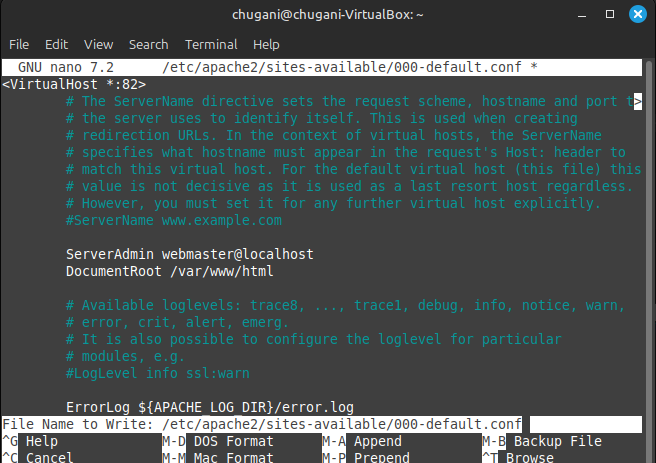 chugani@chugani-VirtualBox: ~
File Edit View Search Terminal Help
GNU nano 7.2 /etc/apache2/sites-available/000-default.conf *
<VirtualHost *:82>
# The ServerName directive sets the request scheme, hostname and port t>
# the server uses to identify itself. This is used when creating
# redirection URLs. In the context of virtual hosts, the ServerName
# specifies what hostname must appear in the request's Host: header to
# match this virtual host. For the default virtual host (this file) this
# value is not decisive as it is used as a last resort host regardless.
# However, you must set it for any further virtual host explicitly.
#ServerName www.example.com
ServerAdmin webmaster@localhost
DocumentRoot /var/www/html
# Available loglevels: trace8, ..., trace1, debug, info, notice, warn,
# error, crit, alert, emerg.
# It is also possible to configure the loglevel for particular
# modules, e.g.
#LogLevel info ssl:warn
ErrorLog ${APACHE_LOG_DIR}/error.log
File Name to Write: /etc/apache2/sites-available/000-default.conf
^G Help M-D DOS Format M-A Append M-B Backup File
^C Cancel M-M Mac Format M-P Prepend ^T Browse